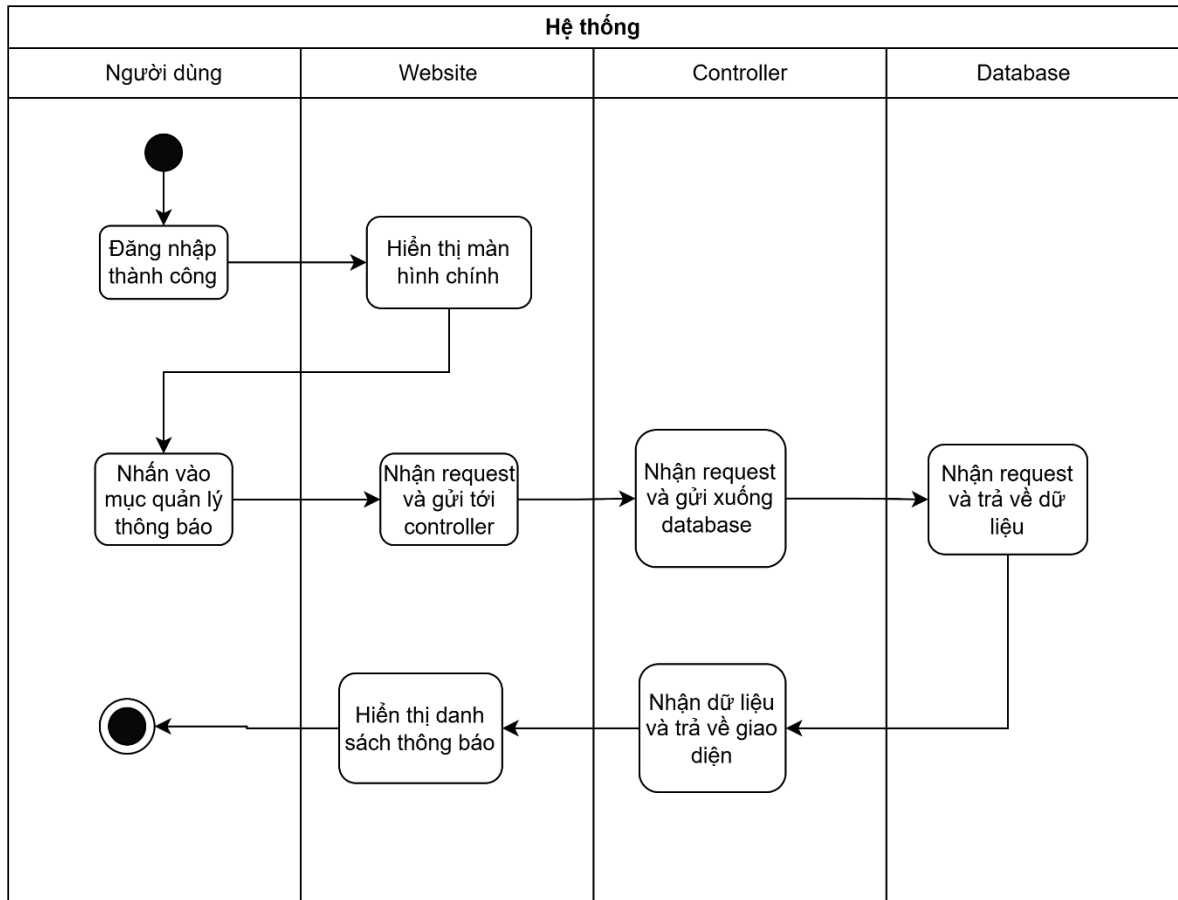 Hệ thống
Người dùng
Website
Controller
Database
Đăng nhập
thành công
Hiển thị màn
hình chính
Nhấn vào
mục quản lý
thông báo
Nhận request
và gửi tới
controller
Nhận request
và gửi xuống
database
Nhận request
và trả về dữ
liệu
Hiển thị danh
sách thông báo
Nhận dữ liệu
và trả về giao
diện